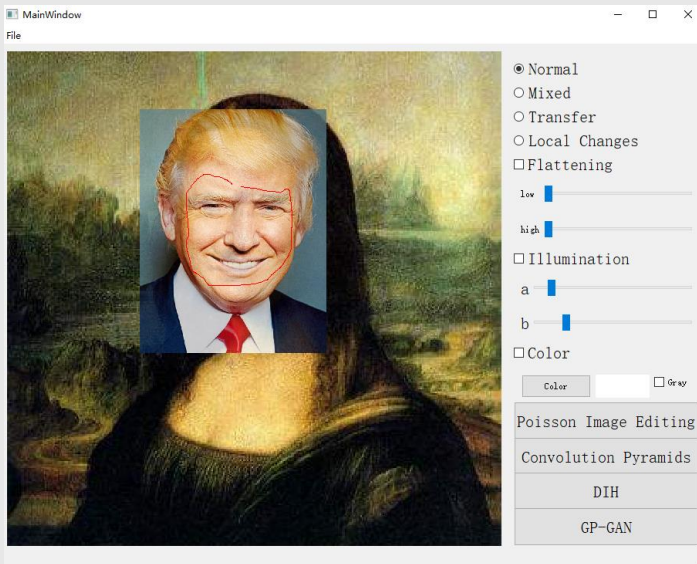 MainWindow
File
Normal
Mixed
Transfer
Local Changes
Flattening
low
high
Illumination
a
b
Color
Color
Gray
Poisson Image Editing
Convolution Pyramids
DIH
GP-GAN